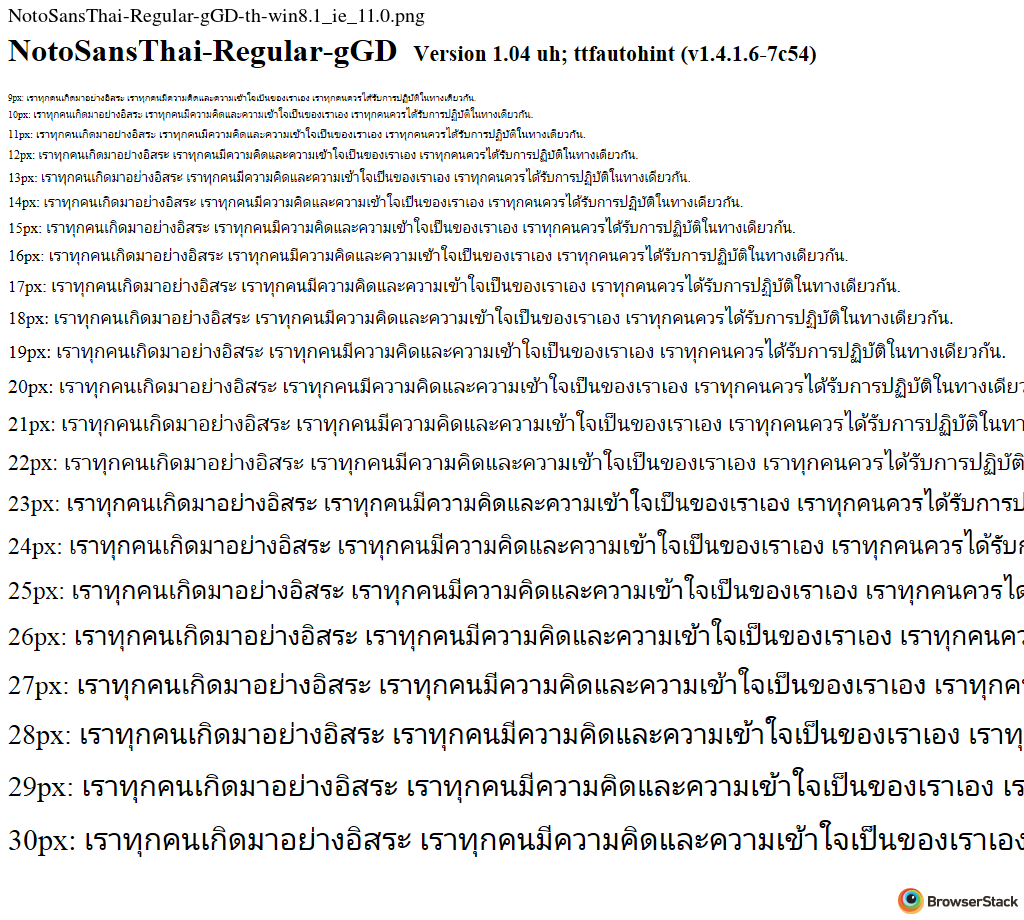 NotoSansThai-Regular-gGD-th-win8.1_ie_11.0.png
NotoSansThai-Regular-gGD Version 1.04 uh; ttfautohint (v1.4.1.6-7c54)
9px: เราทุกคนเกิดมาอย่างอิสระ เราทุกคนมีความคิดและความเข้าใจเป็นของเราเอง เราทุกคนควรได้รับการปฏิบัติในทางเดียวกัน.
10px: เราทุกคนเกิดมาอย่างอิสระ เราทุกคนมีความคิดและความเข้าใจเป็นของเราเอง เราทุกคนควรได้รับการปฏิบัติในทางเดียวกัน.
11px: เราทุกคนเกิดมาอย่างอิสระ เราทุกคนมีความคิดและความเข้าใจเป็นของเราเอง เราทุกคนควรได้รับการปฏิบัติในทางเดียวกัน.
12px: เราทุกคนเกิดมาอย่างอิสระ เราทุกคนมีความคิดและความเข้าใจเป็นของเราเอง เราทุกคนควรได้รับการปฏิบัติในทางเดียวกัน.
13px: เราทุกคนเกิดมาอย่างอิสระ เราทุกคนมีความคิดและความเข้าใจเป็นของเราเอง เราทุกคนควรได้รับการปฏิบัติในทางเดียวกัน.
14px: เราทุกคนเกิดมาอย่างอิสระ เราทุกคนมีความคิดและความเข้าใจเป็นของเราเอง เราทุกคนควรได้รับการปฏิบัติในทางเดียวกัน.
15px: เราทุกคนเกิดมาอย่างอิสระ เราทุกคนมีความคิดและความเข้าใจเป็นของเราเอง เราทุกคนควรได้รับการปฏิบัติในทางเดียวกัน.
16px: เราทุกคนเกิดมาอย่างอิสระ เราทุกคนมีความคิดและความเข้าใจเป็นของเราเอง เราทุกคนควรได้รับการปฏิบัติในทางเดียวกัน.
17px: เราทุกคนเกิดมาอย่างอิสระ เราทุกคนมีความคิดและความเข้าใจเป็นของเราเอง เราทุกคนควรได้รับการปฏิบัติในทางเดียวกัน.
18px: เราทุกคนเกิดมาอย่างอิสระ เราทุกคนมีความคิดและความเข้าใจเป็นของเราเอง เราทุกคนควรได้รับการปฏิบัติในทางเดียวกัน.
19px: เราทุกคนเกิดมาอย่างอิสระ เราทุกคนมีความคิดและความเข้าใจเป็นของเราเอง เราทุกคนควรได้รับการปฏิบัติในทางเดียวกัน.
20px: เราทุกคนเกิดมาอย่างอิสระ เราทุกคนมีความคิดและความเข้าใจเป็นของเราเอง เราทุกคนควรได้รับการปฏิบัติในทางเดียว
21px: เราทุกคนเกิดมาอย่างอิสระ เราทุกคนมีความคิดและความเข้าใจเป็นของเราเอง เราทุกคนควรได้รับการปฏิบัติในทา
22px: เราทุกคนเกิดมาอย่างอิสระ เราทุกคนมีความคิดและความเข้าใจเป็นของเราเอง เราทุกคนควรได้รับการปฏิบัติ
23px: เราทุกคนเกิดมาอย่างอิสระ เราทุกคนมีความคิดและความเข้าใจเป็นของเราเอง เราทุกคนควรได้รับการป
24px: เราทุกคนเกิดมาอย่างอิสระ เราทุกคนมีความคิดและความเข้าใจเป็นของเราเอง เราทุกคนควรได้รับก
25px: เราทุกคนเกิดมาอย่างอิสระ เราทุกคนมีความคิดและความเข้าใจเป็นของเราเอง เราทุกคนควรได้
26px: เราทุกคนเกิดมาอย่างอิสระ เราทุกคนมีความคิดและความเข้าใจเป็นของเราเอง เราทุกคนคว
27px: เราทุกคนเกิดมาอย่างอิสระ เราทุกคนมีความคิดและความเข้าใจเป็นของเราเอง เราทุกค
28px: เราทุกคนเกิดมาอย่างอิสระ เราทุกคนมีความคิดและความเข้าใจเป็นของเราเอง เราทุ
29px: เราทุกคนเกิดมาอย่างอิสระ เราทุกคนมีความคิดและความเข้าใจเป็นของเราเอง เร
30px: เราทุกคนเกิดมาอย่างอิสระ เราทุกคนมีความคิดและความเข้าใจเป็นของเราเอง
BrowserStack